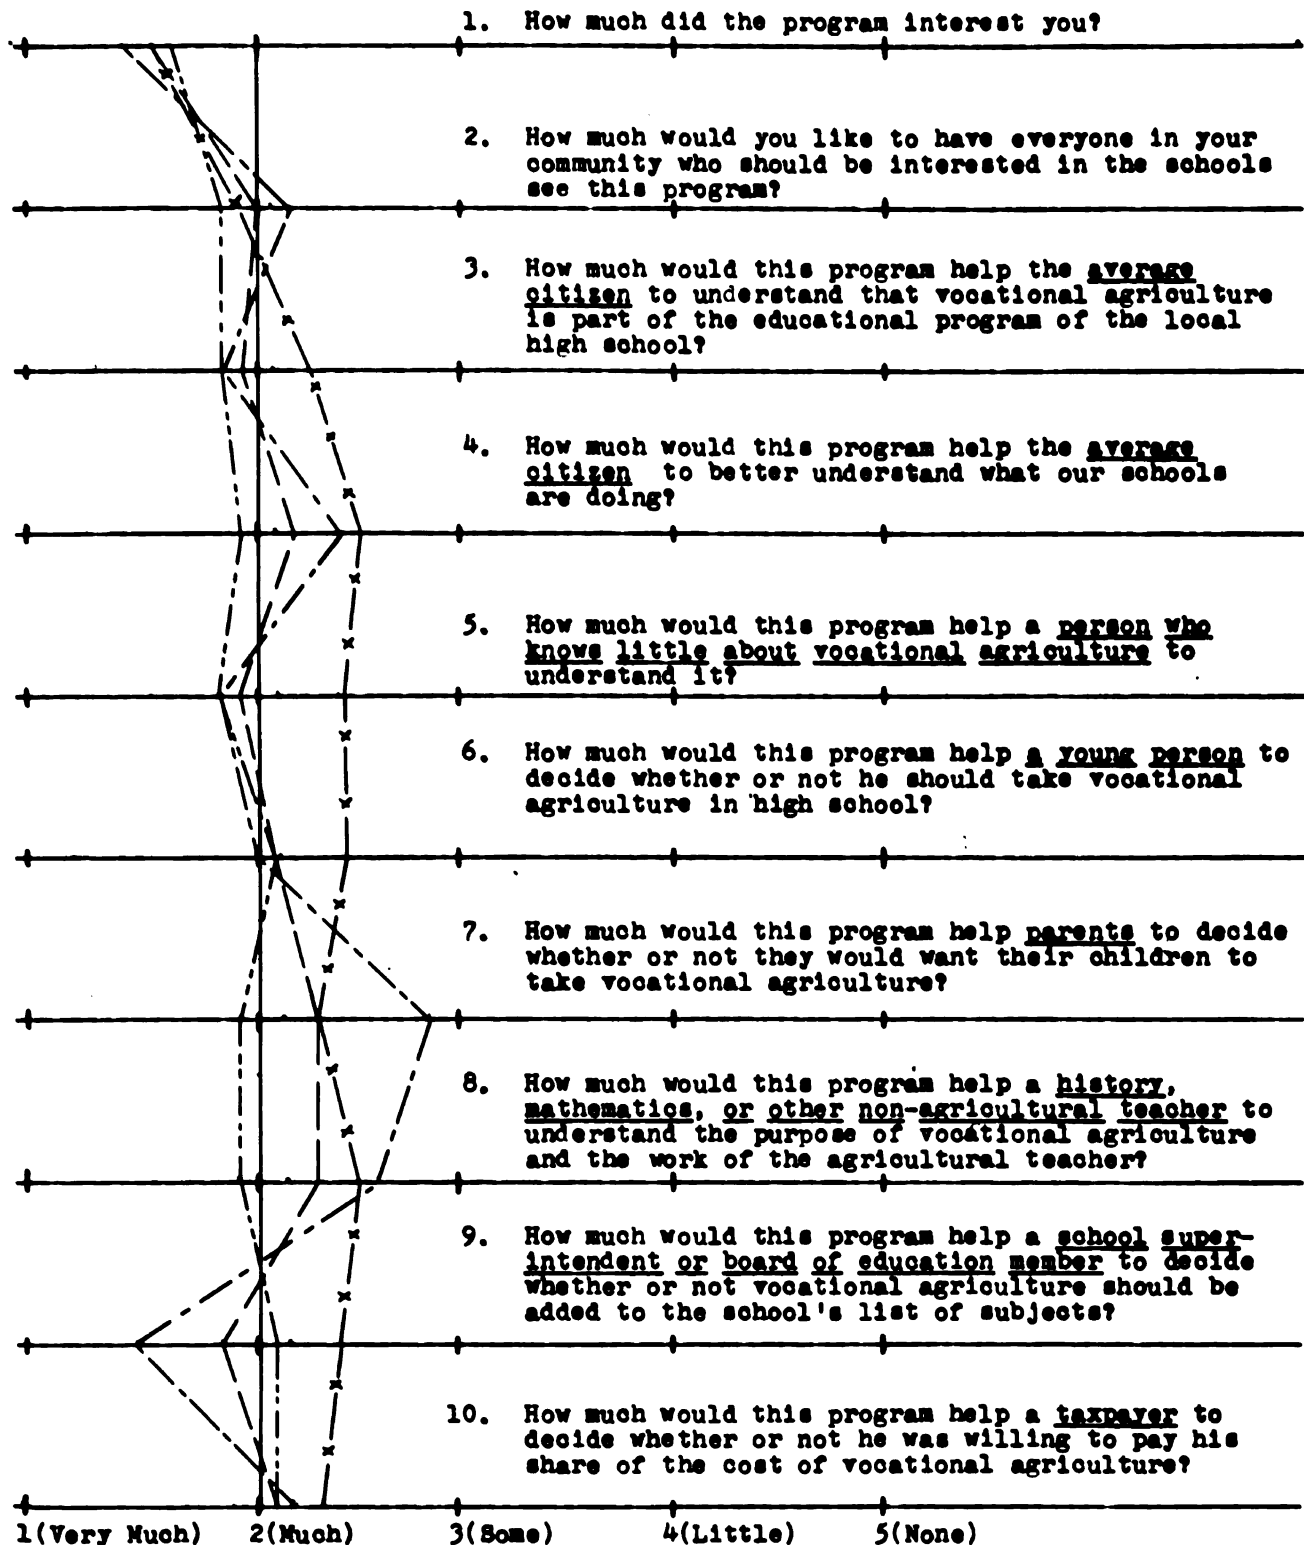 1. How much did the program interest you?
2. How much would you like to have everyone in your
community who should be interested in the schools
see this program?
3. How much would this program help the average
citizen to understand that vocational agriculture
is part of the educational program of the local
high school?
4. How much would this program help the average
citizen to better understand what our schools
are doing?
5. How much would this program help a person who
knows little about vocational agriculture to
understand it?
6. How much would this program help a young person to
decide whether or not he should take vocational
agriculture in high school?
7. How much would this program help parents to decide
whether or not they would want their children to
take vocational agriculture?
8. How much would this program help a history,
mathematics, or other non-agricultural teacher to
understand the purpose of vocational agriculture
and the work of the agricultural teacher?
9. How much would this program help a school super-
intendent or board of education member to decide
whether or not vocational agriculture should be
added to the school's list of subjects?
10. How much would this program help a taxpayer to
decide whether or not he was willing to pay his
share of the cost of vocational agriculture?
1(Very Much) 2(Much) 3(Some) 4(Little) 5(None)